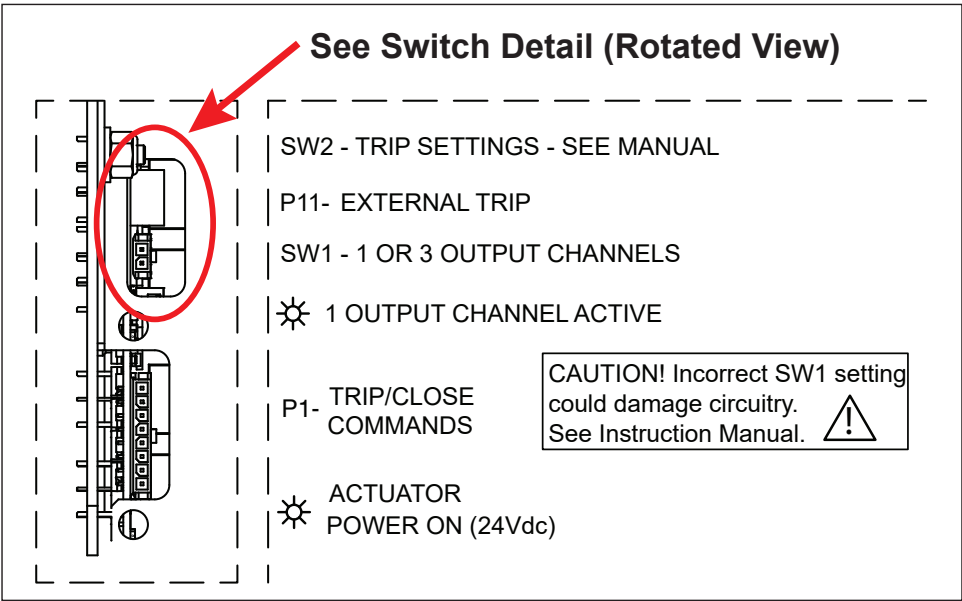 See Switch Detail (Rotated View)
SW2 - TRIP SETTINGS - SEE MANUAL
P11- EXTERNAL TRIP
SW1 - 1 OR 3 OUTPUT CHANNELS
1 OUTPUT CHANNEL ACTIVE
P1- TRIP/CLOSE
COMMANDS
CAUTION! Incorrect SW1 setting
could damage circuitry.
See Instruction Manual.
!
ACTUATOR
POWER ON (24Vdc)